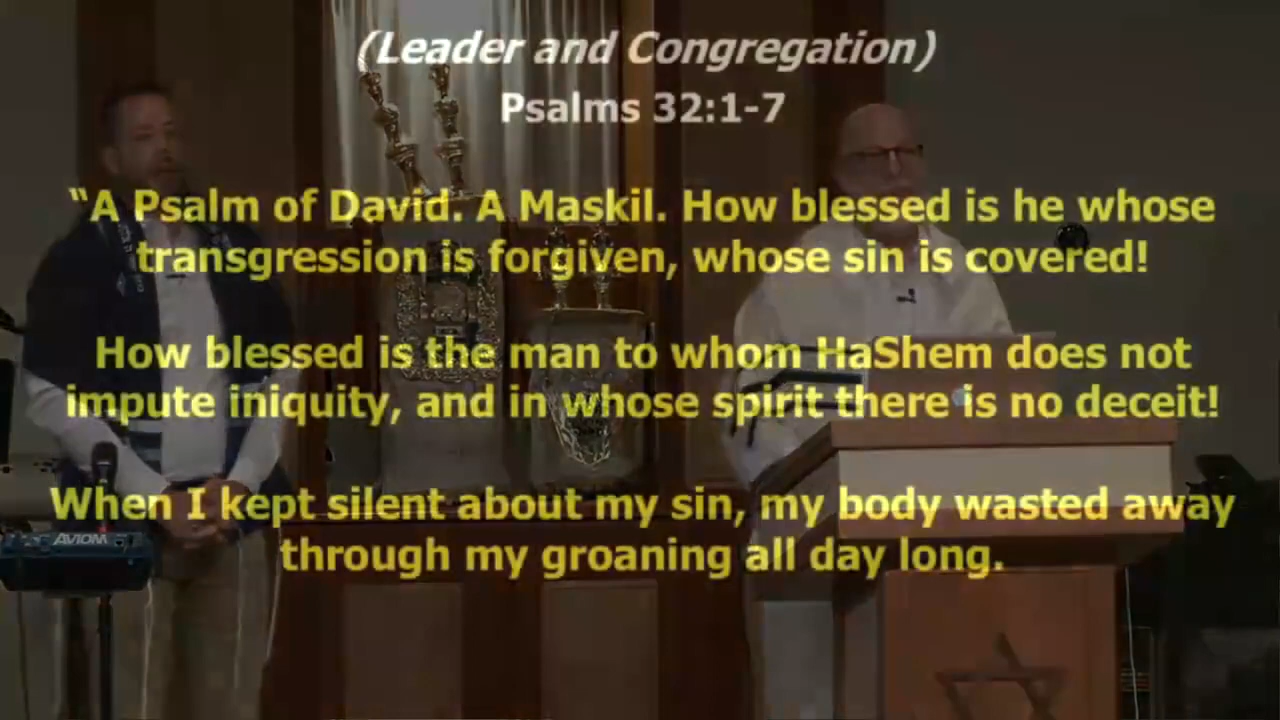 (Leader and Congregation)
Psalms 32:1-7
“A Psalm of David. A Maskil. How blessed is he whose
transgression is forgiven, whose sin is covered!
How blessed is the man to whom HaShem does not
impute iniquity, and in whose spirit there is no deceit!
When I kept silent about my sin, my body wasted away
through my groaning all day long.
AVIOM